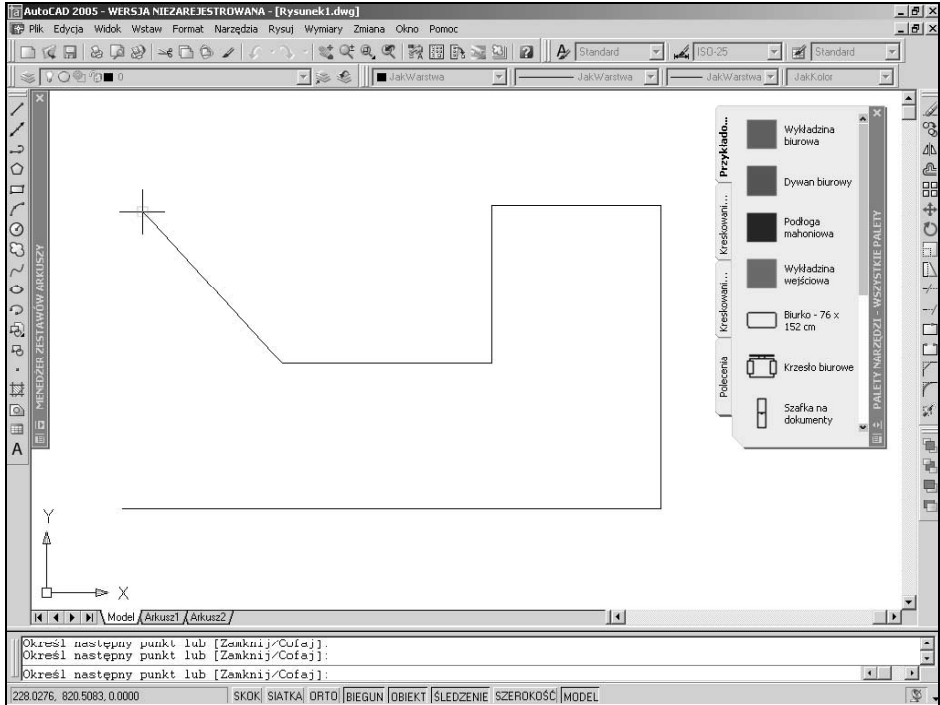 AutoCAD 2005 - WERSJA NIEZAREJESTROWANA - [Rysunek1.dwg]
Plik Edycja Widok Wstaw Format Narzędzia Rysuj Wymiary Zmiana Okno Pomoc
Standard ISO-25 Standard
0 JakWarstwa JakWarstwa JakWarstwa JakKolor
MENEDŻER ZESTAWÓW ARKUSZY
Przykłado...
Kreskowani...
Kreskowani...
Polecenia
Wykładzina
biurowa
Dywan biurowy
Podłoga
mahoniowa
Wykładzina
wejściowa
Biurko - 76 x
152 cm
Krzesło biurowe
Szafka na
dokumenty
PALETY NARZĘDZI - WSZYSTKIE PALETY
A
Y
X
Model Arkusz1 Arkusz2
Określ następny punkt lub [Zamknij/Cofaj]:
Określ następny punkt lub [Zamknij/Cofaj]:
Określ następny punkt lub [Zamknij/Cofaj]:
228.0276, 820.5083, 0.0000 SKOK SIATKA ORTO BIEGUN OBIEKT ŚLEDZENIE SZEROKOŚĆ MODEL